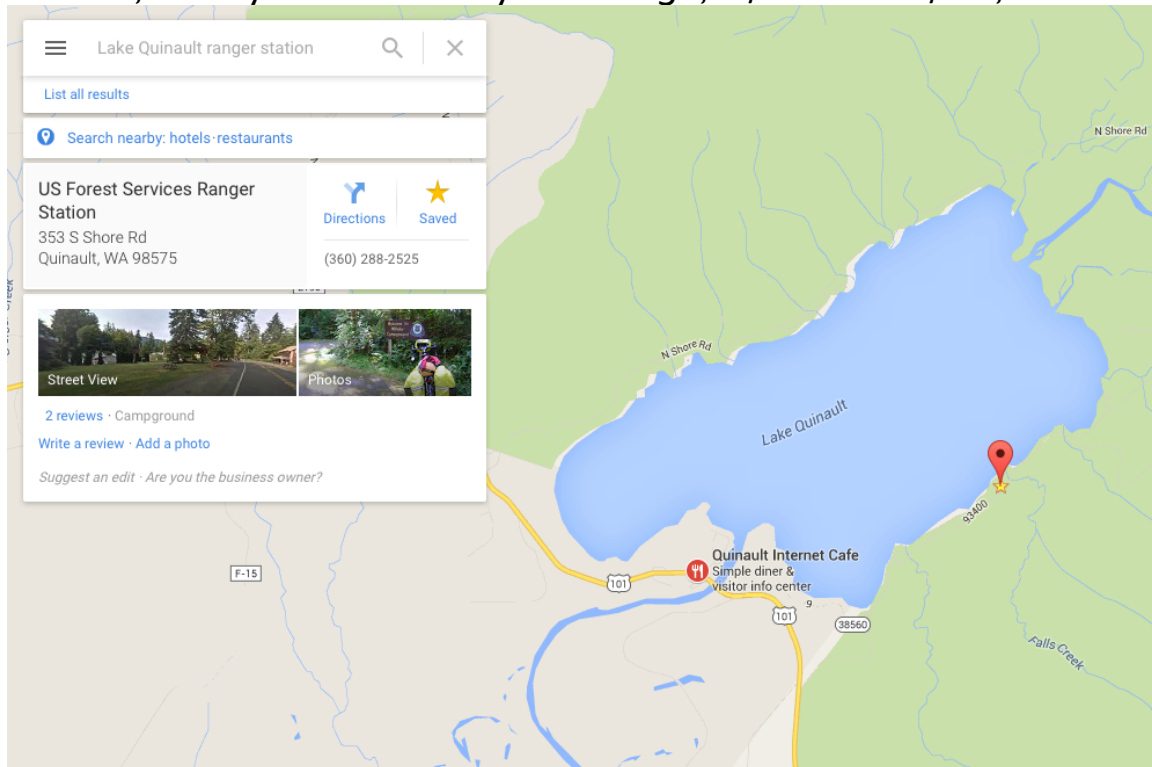 Lake Quinault ranger station
List all results
Search nearby: hotels·restaurants
US Forest Services Ranger
Station
353 S Shore Rd
Quinault, WA 98575
Directions
Saved
(360) 288-2525
Street View
Photos
2 reviews · Campground
Write a review · Add a photo
Suggest an edit · Are you the business owner?
N Shore Rd
N Shore Rd
Lake Quinault
93400
Quinault Internet Cafe
Simple diner &
visitor info center
F-15
101
101
9
38560
Falls Creek